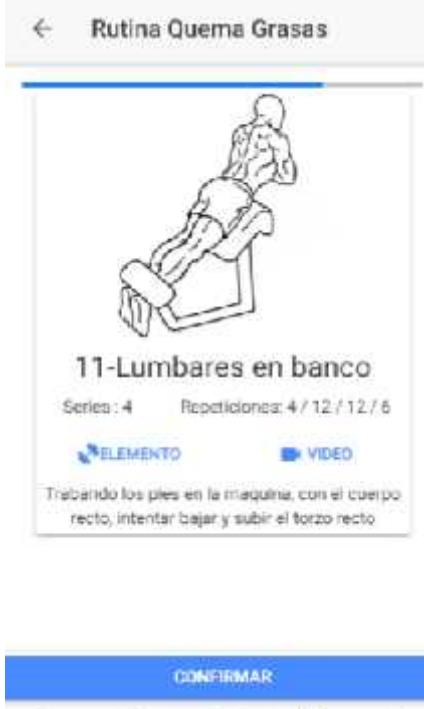 Rutina Quema Grasas
11-Lumbares en banco
Series : 4 Repeticiones: 4 / 12 / 12 / 6
ELEMENTO VIDEO
Trabando los pies en la maquina, con el cuerpo
recto, intentar bajar y subir el torzo recto
CONFIRMAR